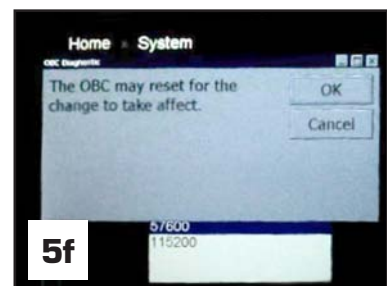 Home System
OBC Diagnostic
The OBC may reset for the
change to take affect.
OK
Cancel
57600
115200
5f